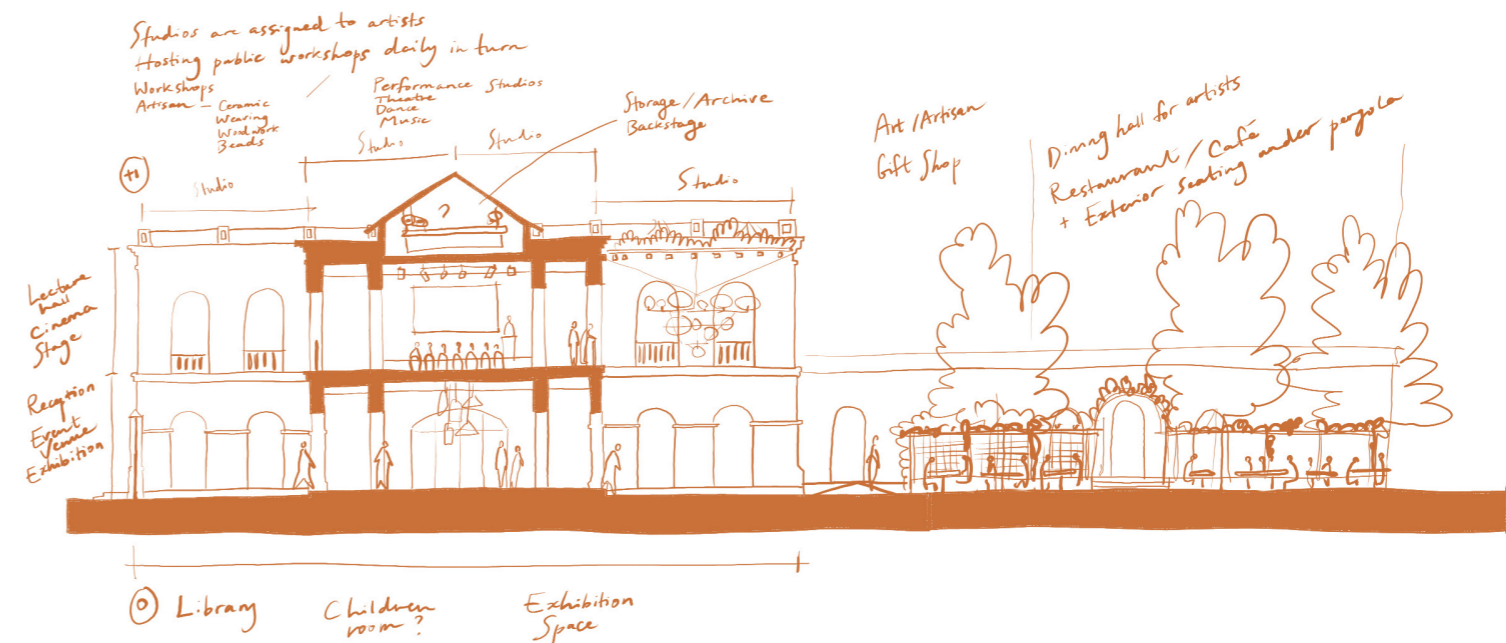 Studios are assigned to artists
Hosting public workshops daily in turn
Workshops
Artisan - Ceramic
Wearing
Woodwork
Beads
Performance Studios
Theatre
Dance
Music
Storage/Archive
Backstage
Studio
Studio
Studio
Studio
+1
?
Art/Artisan
Gift Shop
Dining hall for artists
Restaurant/Café
+ Exterior seating under pergola
Lecture
hall
Cinema
Stage
Reception
Event
Venue
Exhibition
0 Library
Children
room?
Exhibition
Space